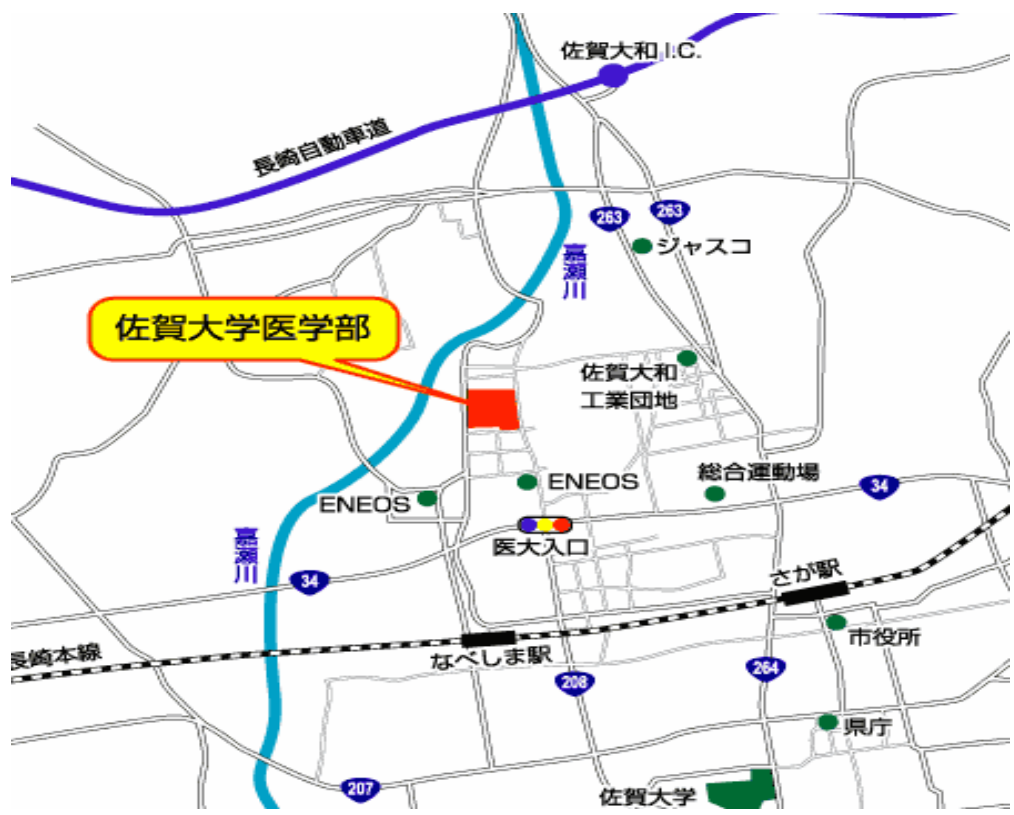 佐賀大和 I.C.
長崎自動車道
263
263
ジャスコ
嘉瀬川
佐賀大学医学部
佐賀大和
工業団地
総合運動場
ENEOS
ENEOS
34
医大入口
嘉瀬川
34
さが駅
市役所
長崎本線
なべしま駅
208
264
県庁
207
佐賀大学